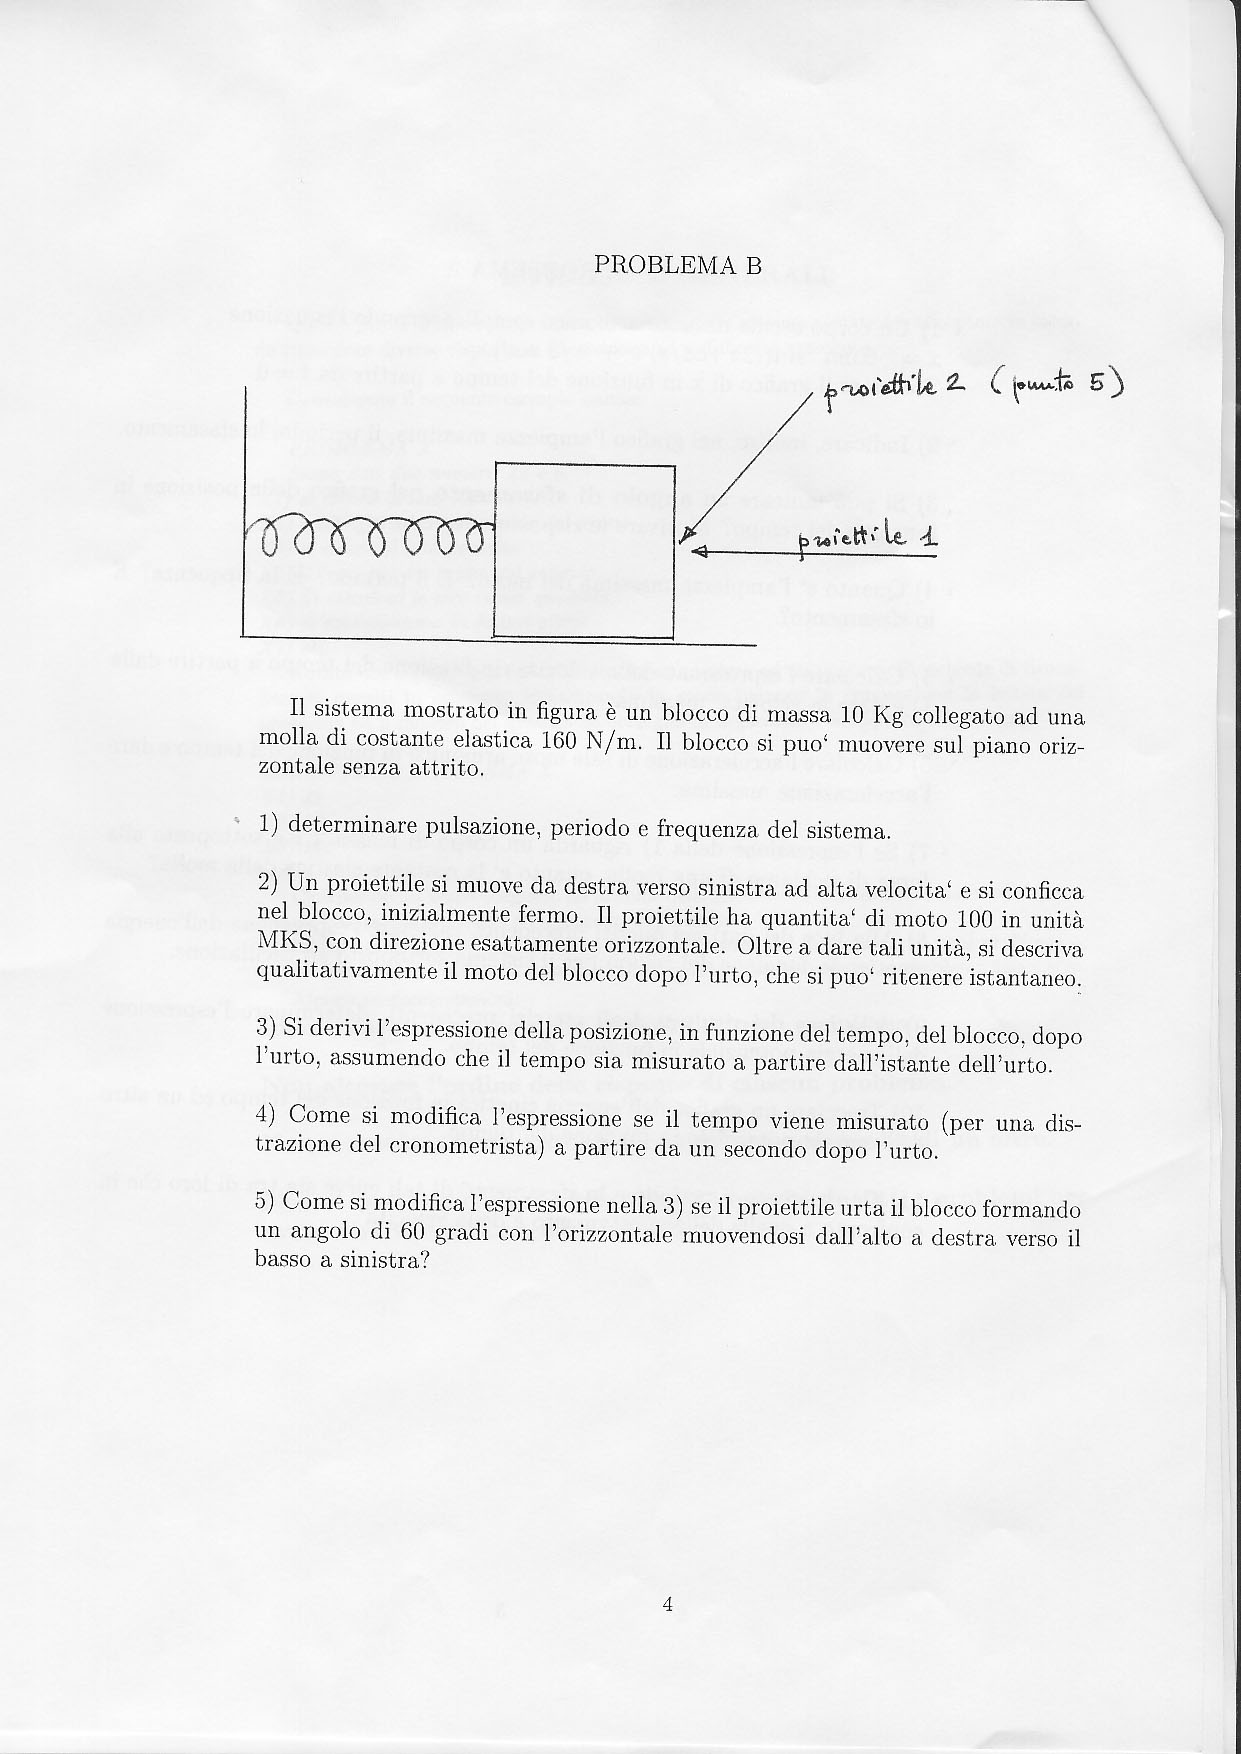 PROBLEMA B
proiettile 2 (punto 5)
proiettile 1
Il sistema mostrato in figura è un blocco di massa 10 Kg collegato ad una
molla di costante elastica 160 N/m. Il blocco si puo‘ muovere sul piano oriz-
zontale senza attrito.
1) determinare pulsazione, periodo e frequenza del sistema.
2) Un proiettile si muove da destra verso sinistra ad alta velocita‘ e si conficca
nel blocco, inizialmente fermo. Il proiettile ha quantita‘ di moto 100 in unità
MKS, con direzione esattamente orizzontale. Oltre a dare tali unità, si descriva
qualitativamente il moto del blocco dopo l'urto, che si puo‘ ritenere istantaneo.
3) Si derivi l'espressione della posizione, in funzione del tempo, del blocco, dopo
l'urto, assumendo che il tempo sia misurato a partire dall'istante dell'urto.
4) Come si modifica l'espressione se il tempo viene misurato (per una dis-
trazione del cronometrista) a partire da un secondo dopo l'urto.
5) Come si modifica l'espressione nella 3) se il proiettile urta il blocco formando
un angolo di 60 gradi con l'orizzontale muovendosi dall'alto a destra verso il
basso a sinistra?
4